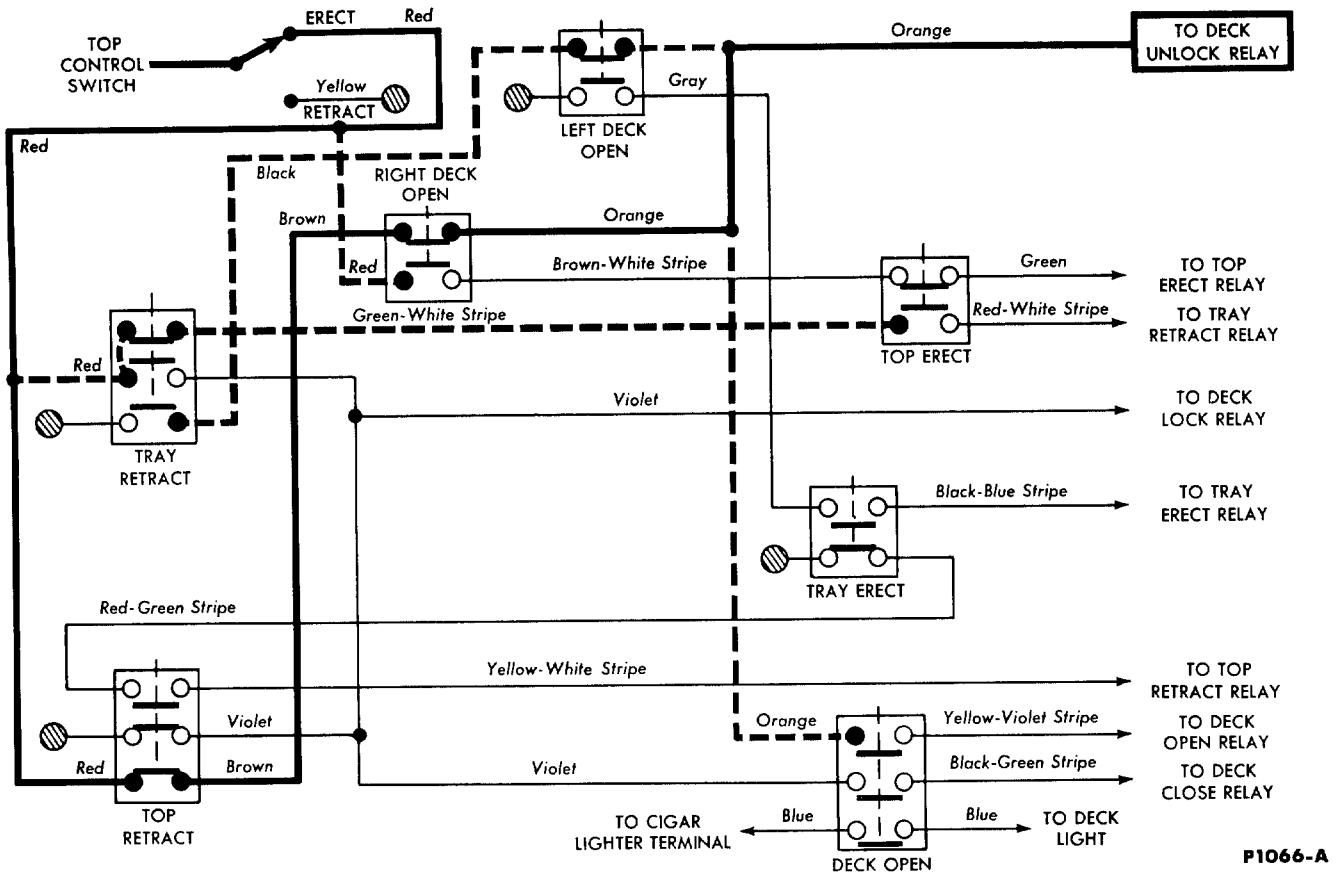 ERECT
Red
TOP
CONTROL
SWITCH
Yellow
RETRACT
Orange
TO DECK
UNLOCK RELAY
Gray
LEFT DECK
OPEN
Red
Black
RIGHT DECK
OPEN
Brown
Orange
Red
Brown-White Stripe
Green
TO TOP
ERECT RELAY
Green-White Stripe
Red-White Stripe
TO TRAY
RETRACT RELAY
TOP ERECT
Red
Violet
TO DECK
LOCK RELAY
TRAY
RETRACT
Black-Blue Stripe
TO TRAY
ERECT RELAY
TRAY ERECT
Red-Green Stripe
Yellow-White Stripe
TO TOP
RETRACT RELAY
Violet
Orange
Yellow-Violet Stripe
TO DECK
OPEN RELAY
Red
Brown
Violet
Black-Green Stripe
TO DECK
CLOSE RELAY
TOP
RETRACT
TO CIGAR
LIGHTER TERMINAL
Blue
Blue
TO DECK
LIGHT
DECK OPEN
P1066-A